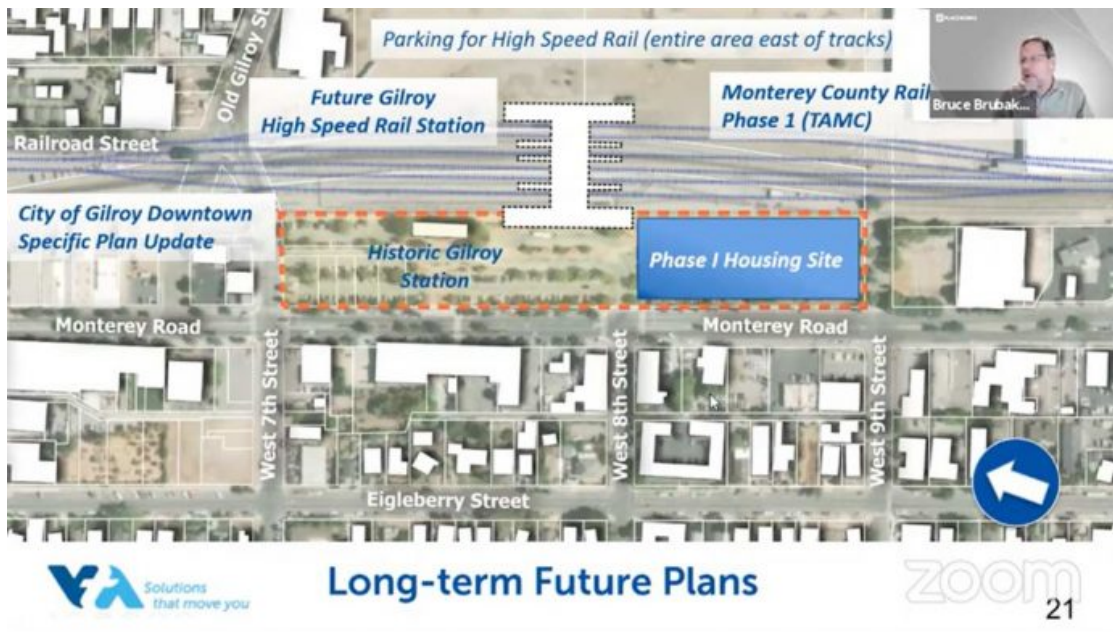 Old Gilroy St
Parking for High Speed Rail (entire area east of tracks)
PLACEWORKS
Bruce Brubak...
Future Gilroy
High Speed Rail Station
Monterey County Rail
Phase 1 (TAMC)
Railroad Street
City of Gilroy Downtown
Specific Plan Update
Historic Gilroy
Station
Phase I Housing Site
Monterey Road
Monterey Road
West 7th Street
West 8th Street
West 9th Street
Eigleberry Street
VTA
Solutions
that move you
Long-term Future Plans
zoom
21